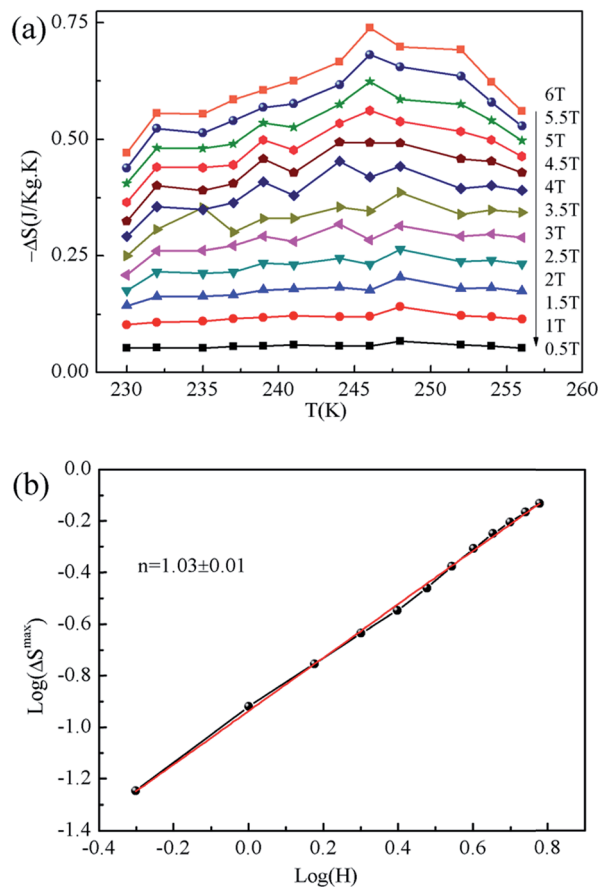 (a)
0.75
0.50
0.25
0.00
−ΔS(J/Kg.K)
6T
5.5T
5T
4.5T
4T
3.5T
3T
2.5T
2T
1.5T
1T
0.5T
230 235 240 245 250 255 260
T(K)
(b)
0.0
-0.2
-0.4
-0.6
-0.8
-1.0
-1.2
-1.4
n=1.03±0.01
Log(ΔSmax)
-0.4 -0.2 0.0 0.2 0.4 0.6 0.8
Log(H)